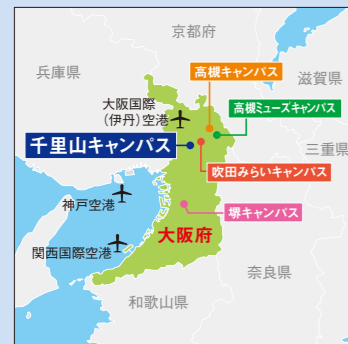 京都府
兵庫県
滋賀県
高槻キャンパス
大阪国際
（伊丹）空港
高槻ミューズキャンパス
千里山キャンパス
三重県
吹田みらいキャンパス
神戸空港
堺キャンパス
大阪府
関西国際空港
奈良県
和歌山県